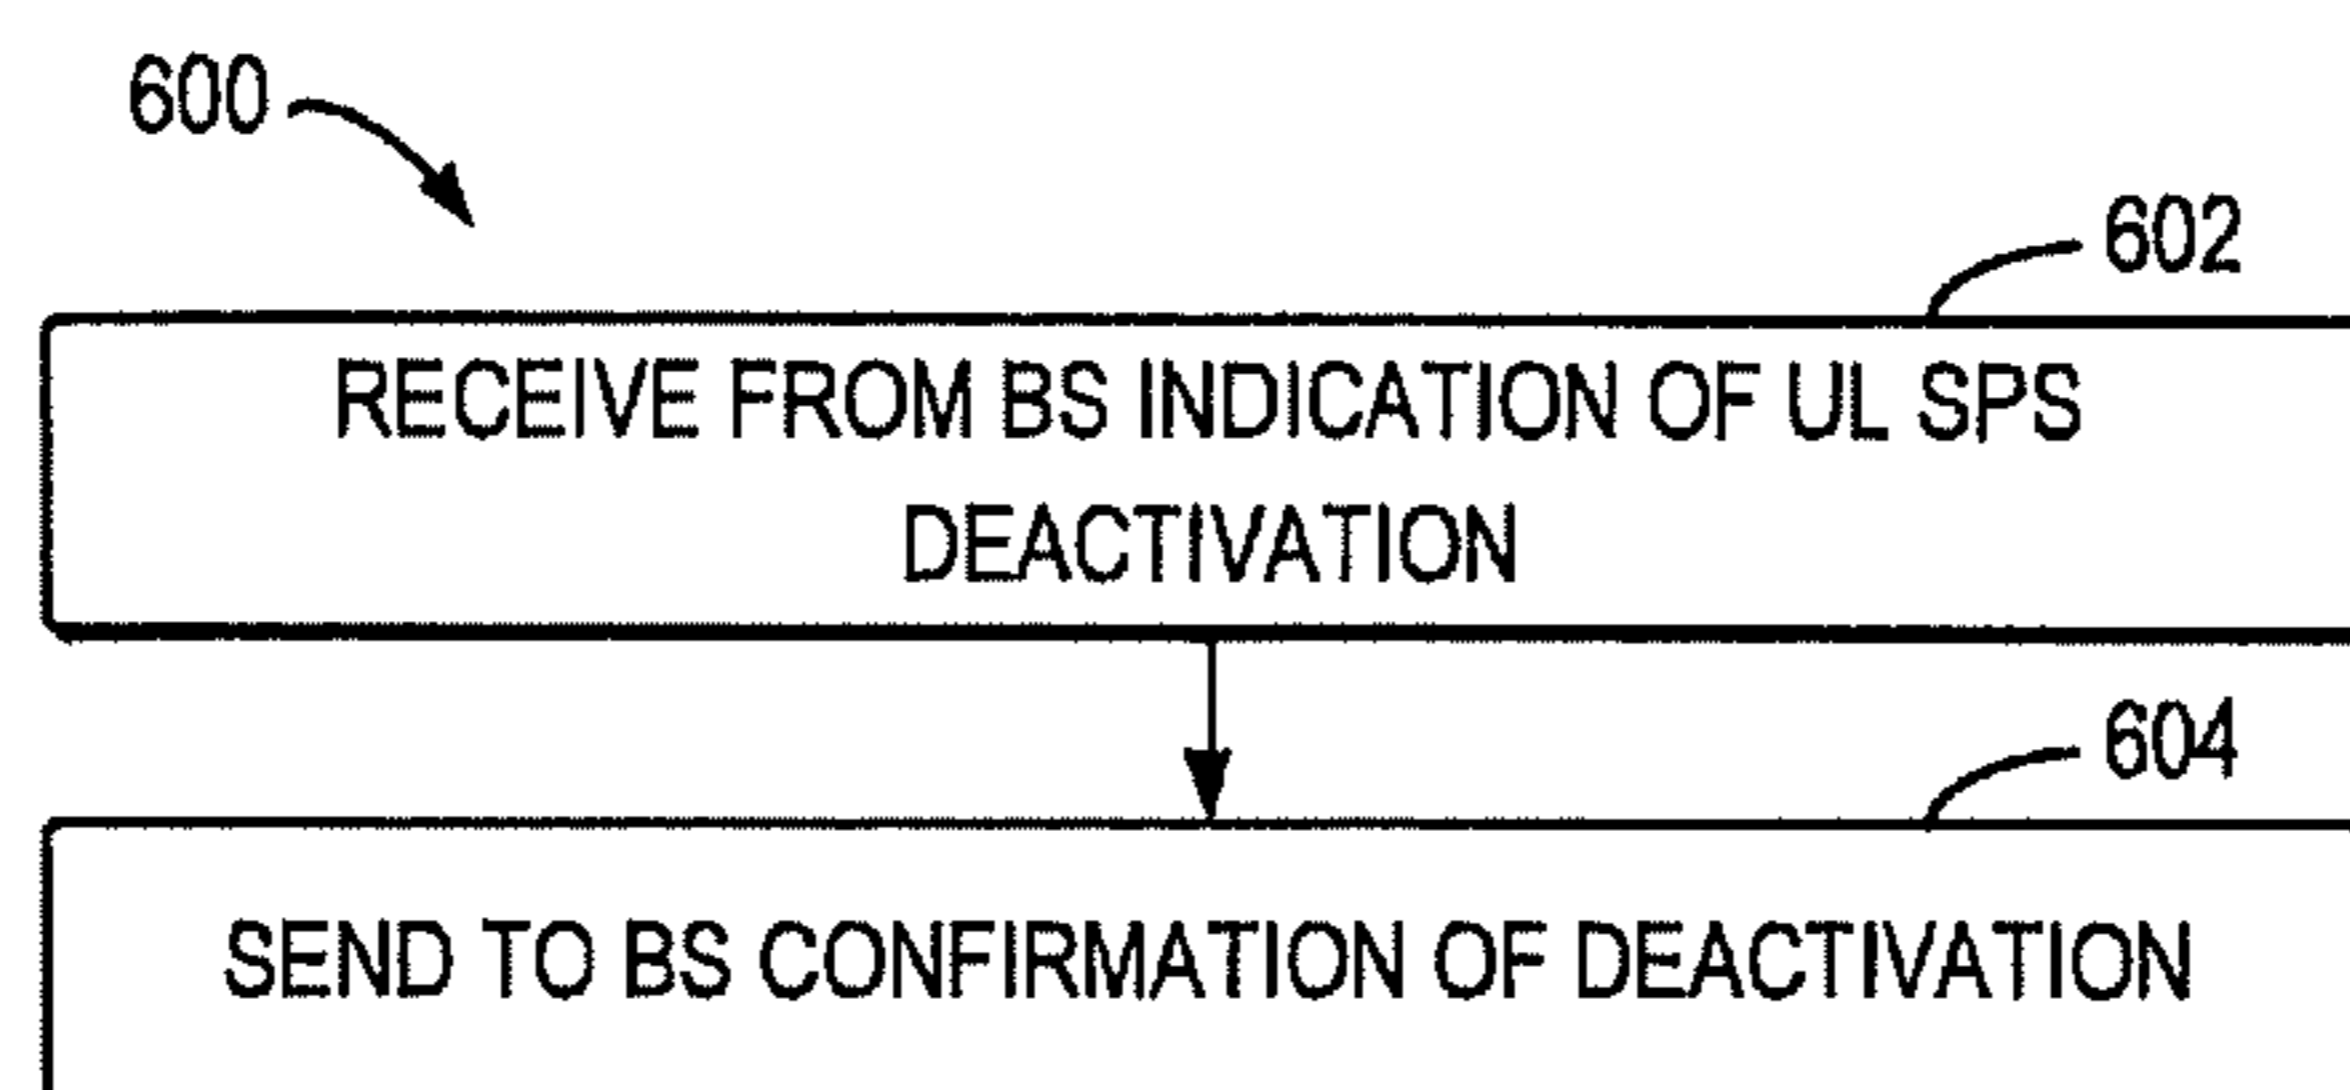 600
602
RECEIVE FROM BS INDICATION OF UL SPS
DEACTIVATION
604
SEND TO BS CONFIRMATION OF DEACTIVATION